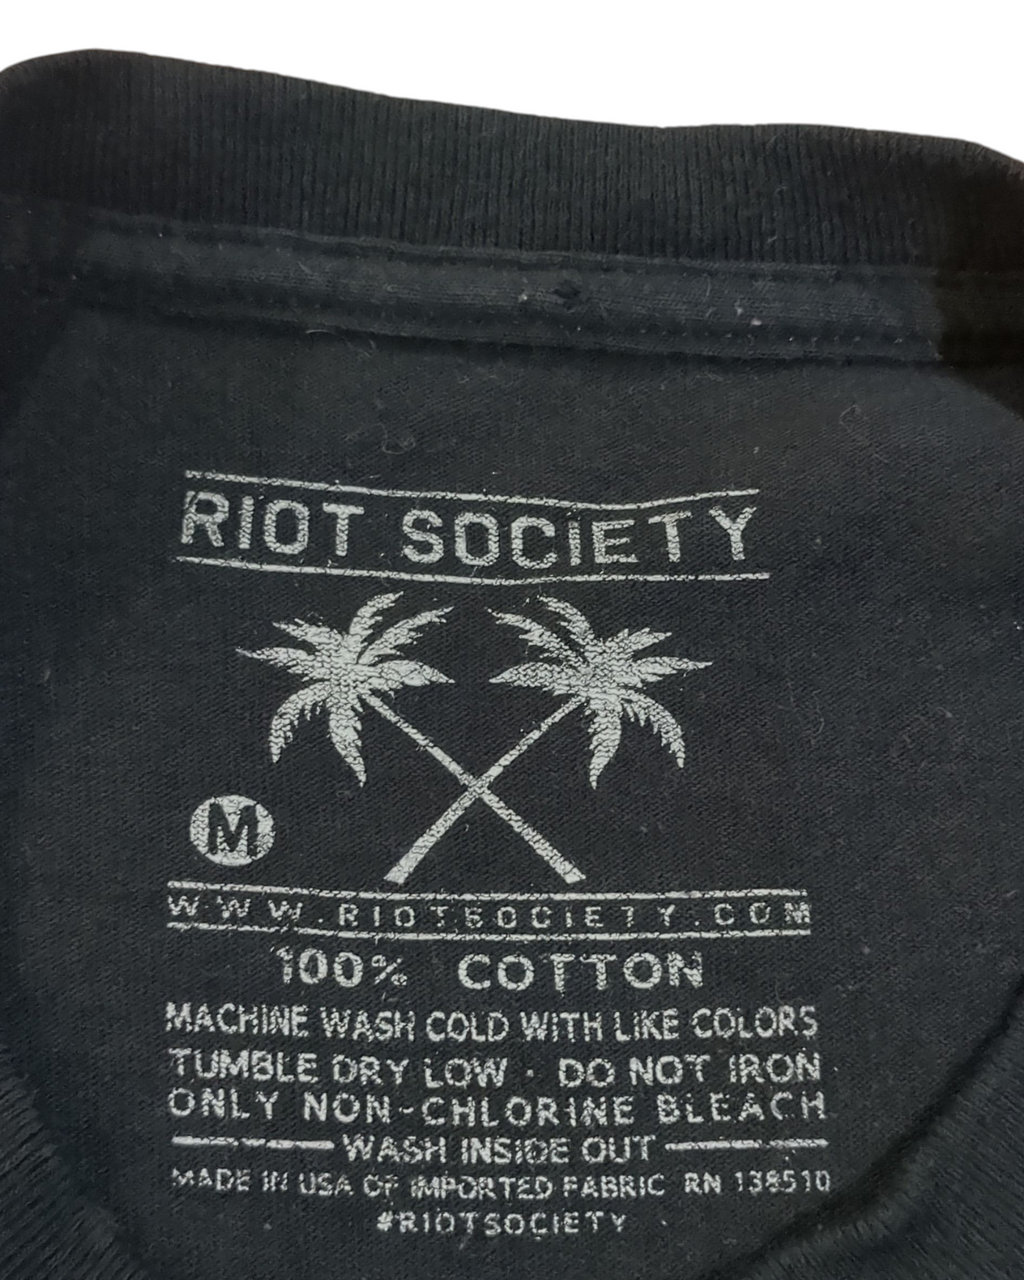 RIOT SOCIETY
M
WWW.RIOTSOCIETY.COM
100% COTTON
MACHINE WASH COLD WITH LIKE COLORS
TUMBLE DRY LOW · DO NOT IRON
ONLY NON-CHLORINE BLEACH
WASH INSIDE OUT
MADE IN USA OF IMPORTED FABRIC RN 138510
#RIOTSOCIETY